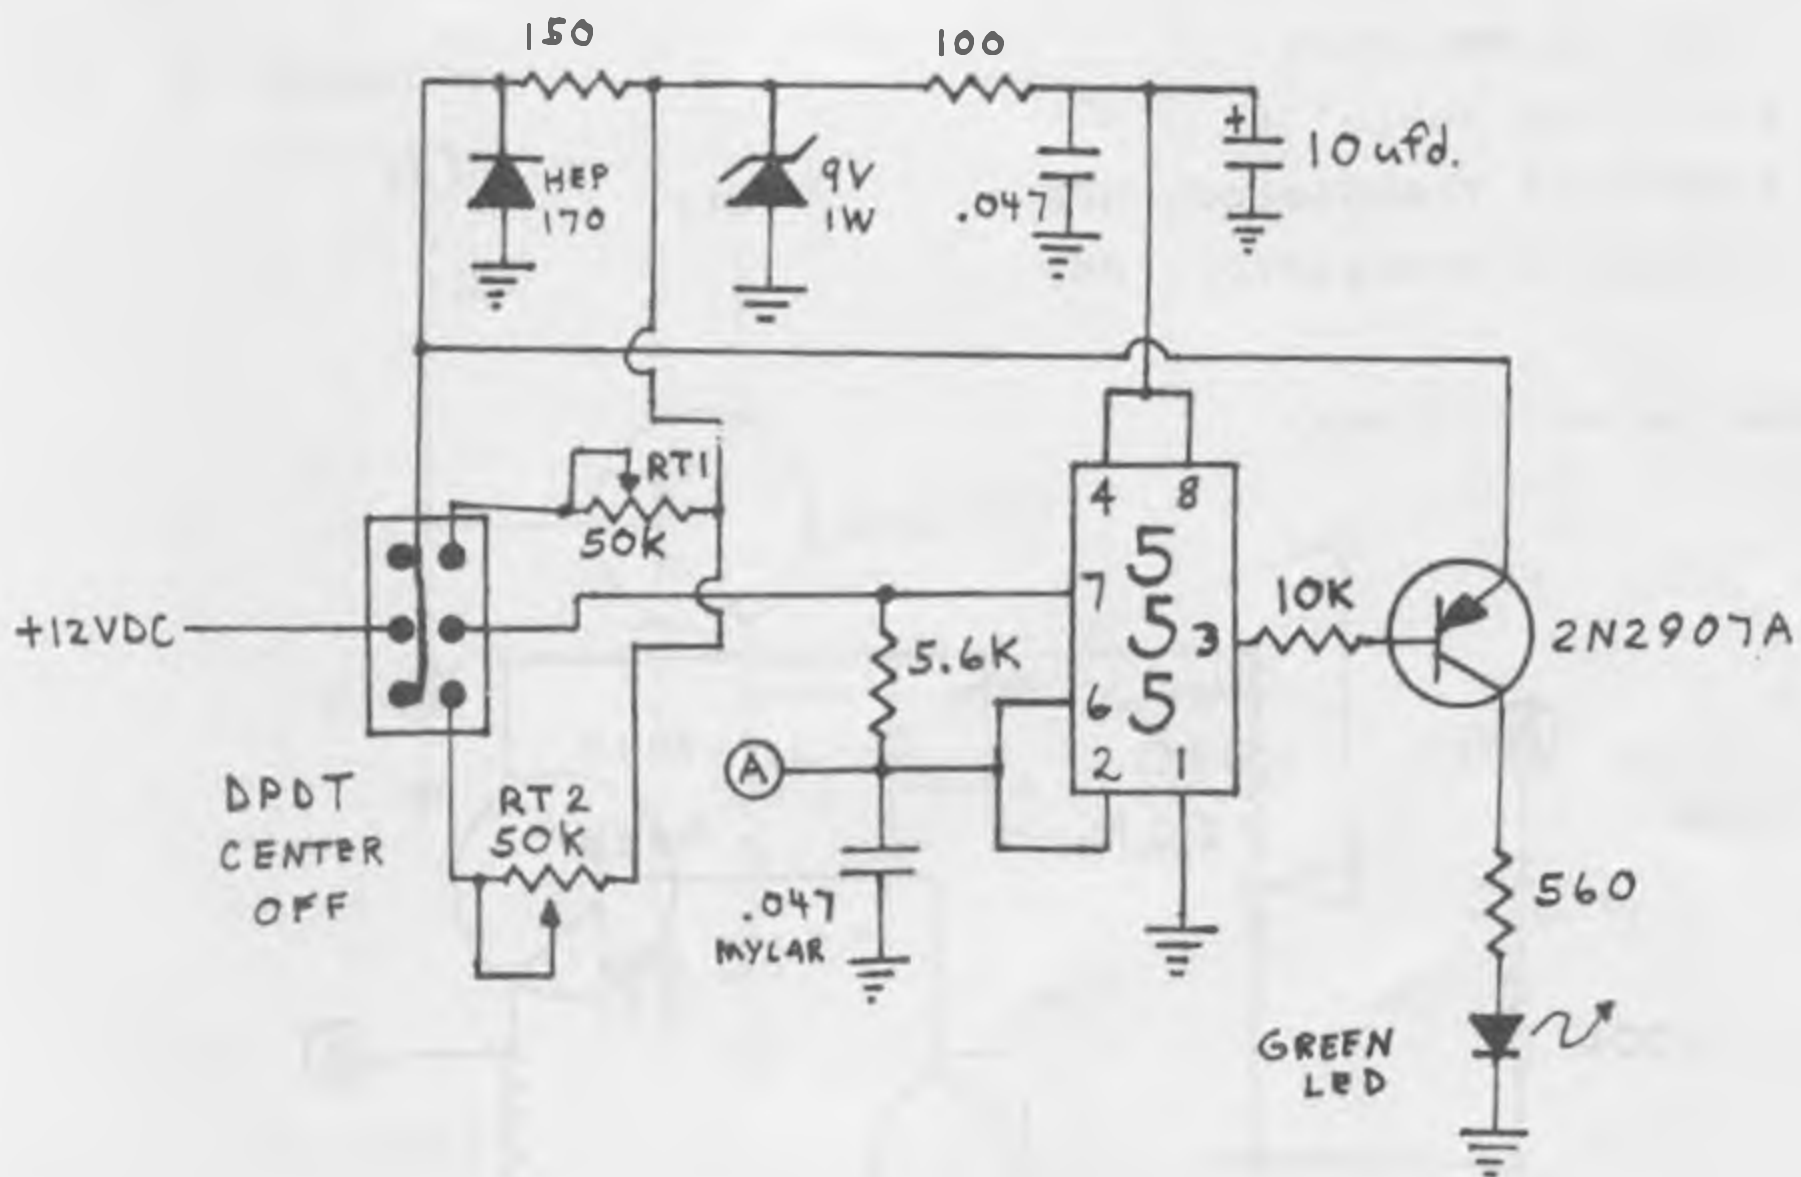 150
100
HEP
170
9V
1W
.047
+
10 ufd.
RT1
50K
4 8
5
5
5
7
3
6
2 1
10K
2N2907A
+12VDC
5.6K
A
DPDT
CENTER
OFF
RT2
50K
.047
MYLAR
560
GREEN
LED